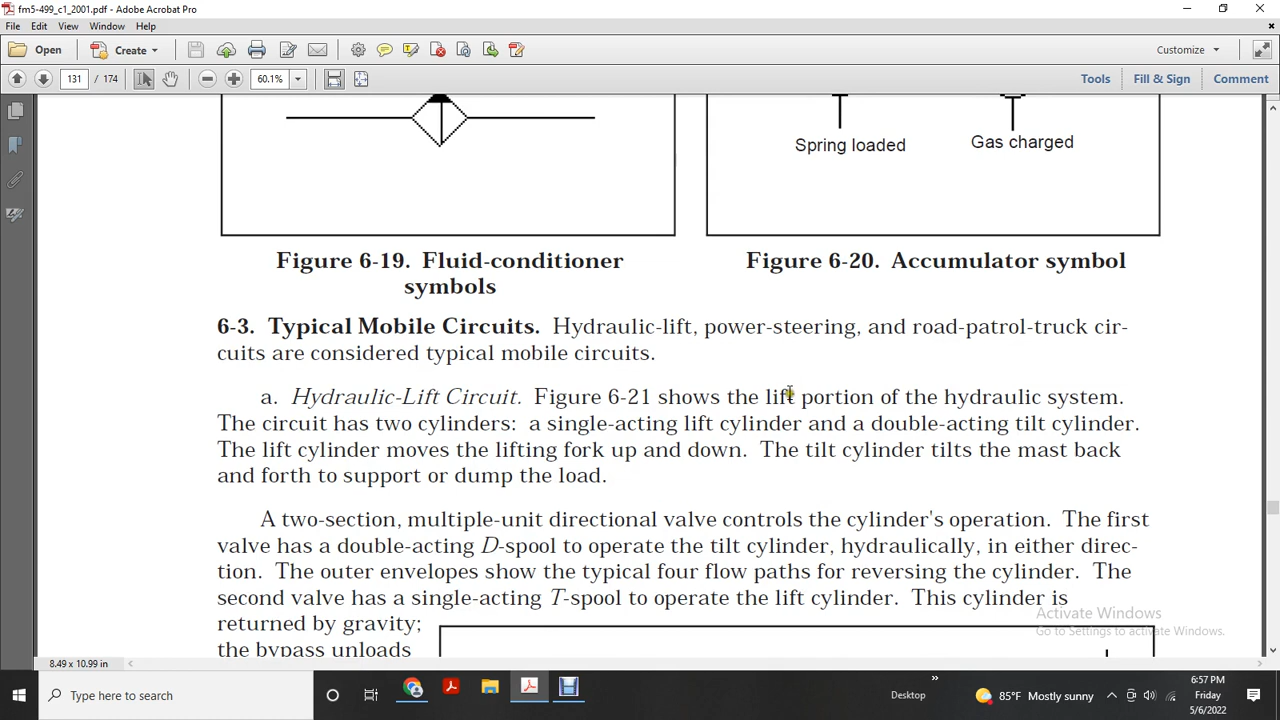 fm5-499_c1_2001.pdf - Adobe Acrobat Pro
File Edit View Window Help
Open Create Customize
131 / 174 60.1% Tools Fill & Sign Comment
Spring loaded Gas charged
Figure 6-19. Fluid-conditioner
symbols
Figure 6-20. Accumulator symbol
6-3. Typical Mobile Circuits. Hydraulic-lift, power-steering, and road-patrol-truck cir-
cuits are considered typical mobile circuits.
a. Hydraulic-Lift Circuit. Figure 6-21 shows the lift portion of the hydraulic system.
The circuit has two cylinders: a single-acting lift cylinder and a double-acting tilt cylinder.
The lift cylinder moves the lifting fork up and down. The tilt cylinder tilts the mast back
and forth to support or dump the load.
A two-section, multiple-unit directional valve controls the cylinder's operation. The first
valve has a double-acting D-spool to operate the tilt cylinder, hydraulically, in either direc-
tion. The outer envelopes show the typical four flow paths for reversing the cylinder. The
second valve has a single-acting T-spool to operate the lift cylinder. This cylinder is
returned by gravity;
the bypass unloads
Activate Windows
Go to Settings to activate Windows.
8.49 x 10.99 in
Type here to search
Desktop
85°F Mostly sunny
6:57 PM
Friday
5/6/2022